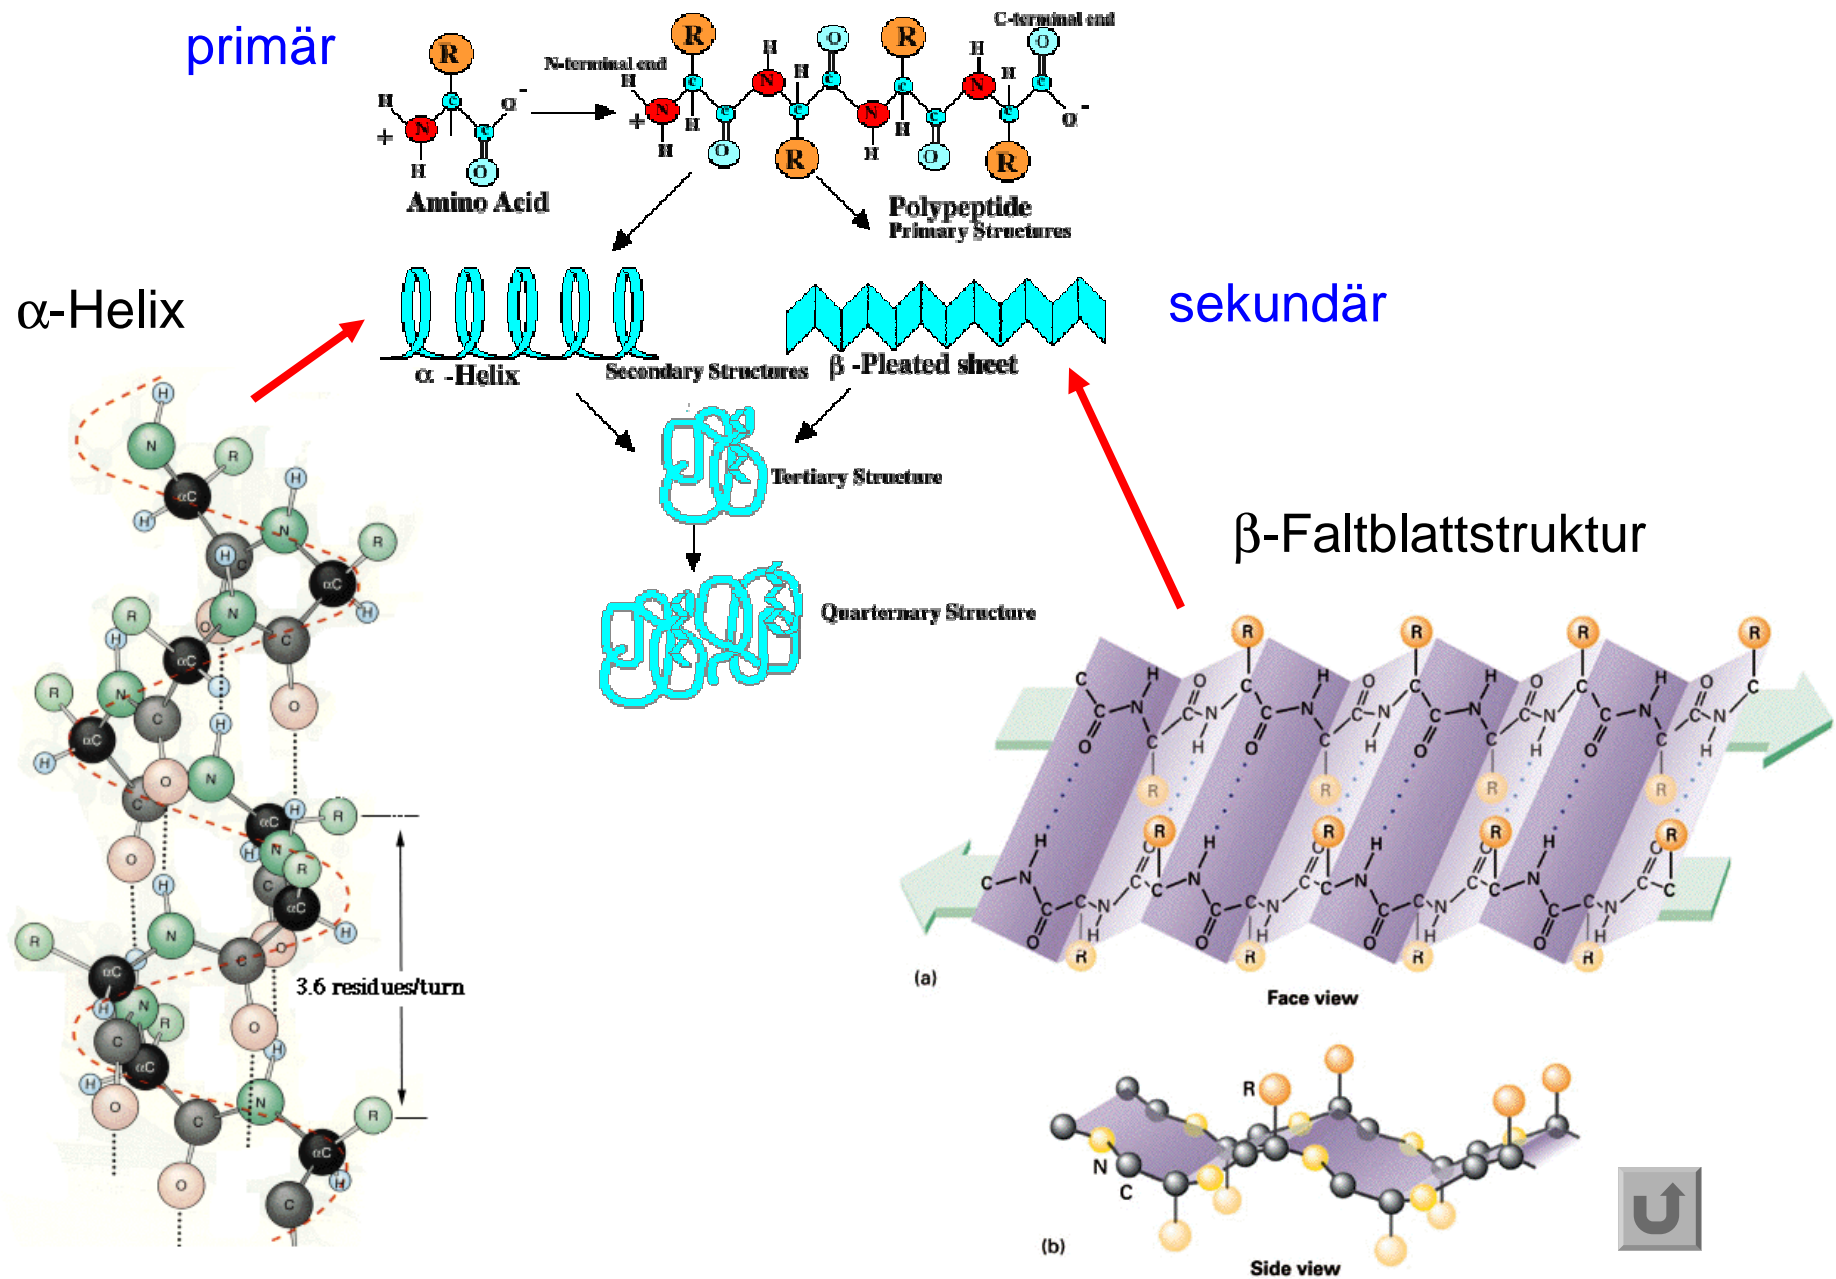 primär
R
C-terminal end
N-terminal end
Amino Acid
Polypeptide
Primary Structures
α-Helix
sekundär
α -Helix
Secondary Structures
β -Pleated sheet
Tertiary Structure
Quarternary Structure
β-Faltblattstruktur
3.6 residues/turn
(a)
Face view
R
N
C
(b)
Side view